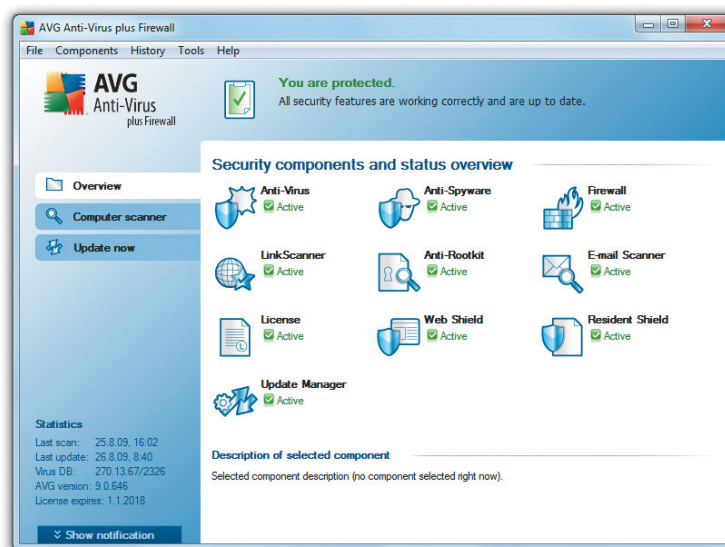 AVG Anti-Virus plus Firewall
File Components History Tools Help
AVG
Anti-Virus
plus Firewall
You are protected.
All security features are working correctly and are up to date.
Overview
Computer scanner
Update now
Security components and status overview
Anti-Virus
Active
Anti-Spyware
Active
Firewall
Active
LinkScanner
Active
Anti-Rootkit
Active
E-mail Scanner
Active
License
Active
Web Shield
Active
Resident Shield
Active
Update Manager
Active
Statistics
Last scan: 25.8.09, 16:02
Last update: 26.8.09, 8:40
Virus DB: 270.13.67/2326
AVG version: 9.0.646
License expires: 1.1.2018
Description of selected component
Selected component description (no component selected right now).
Show notification